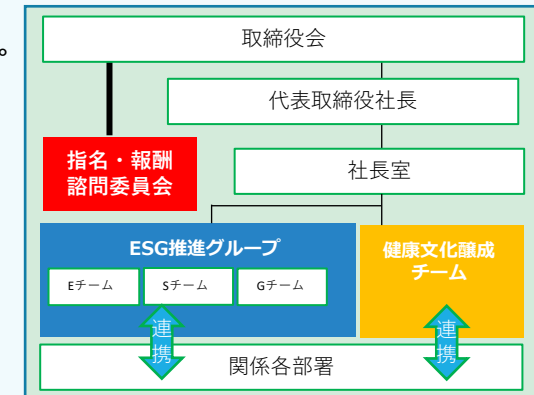 。
取締役会
代表取締役社長
指名・報酬
諮問委員会
社長室
ESG推進グループ
健康文化醸成
チーム
Eチーム
Sチーム
Gチーム
連
携
連
携
関係各部署